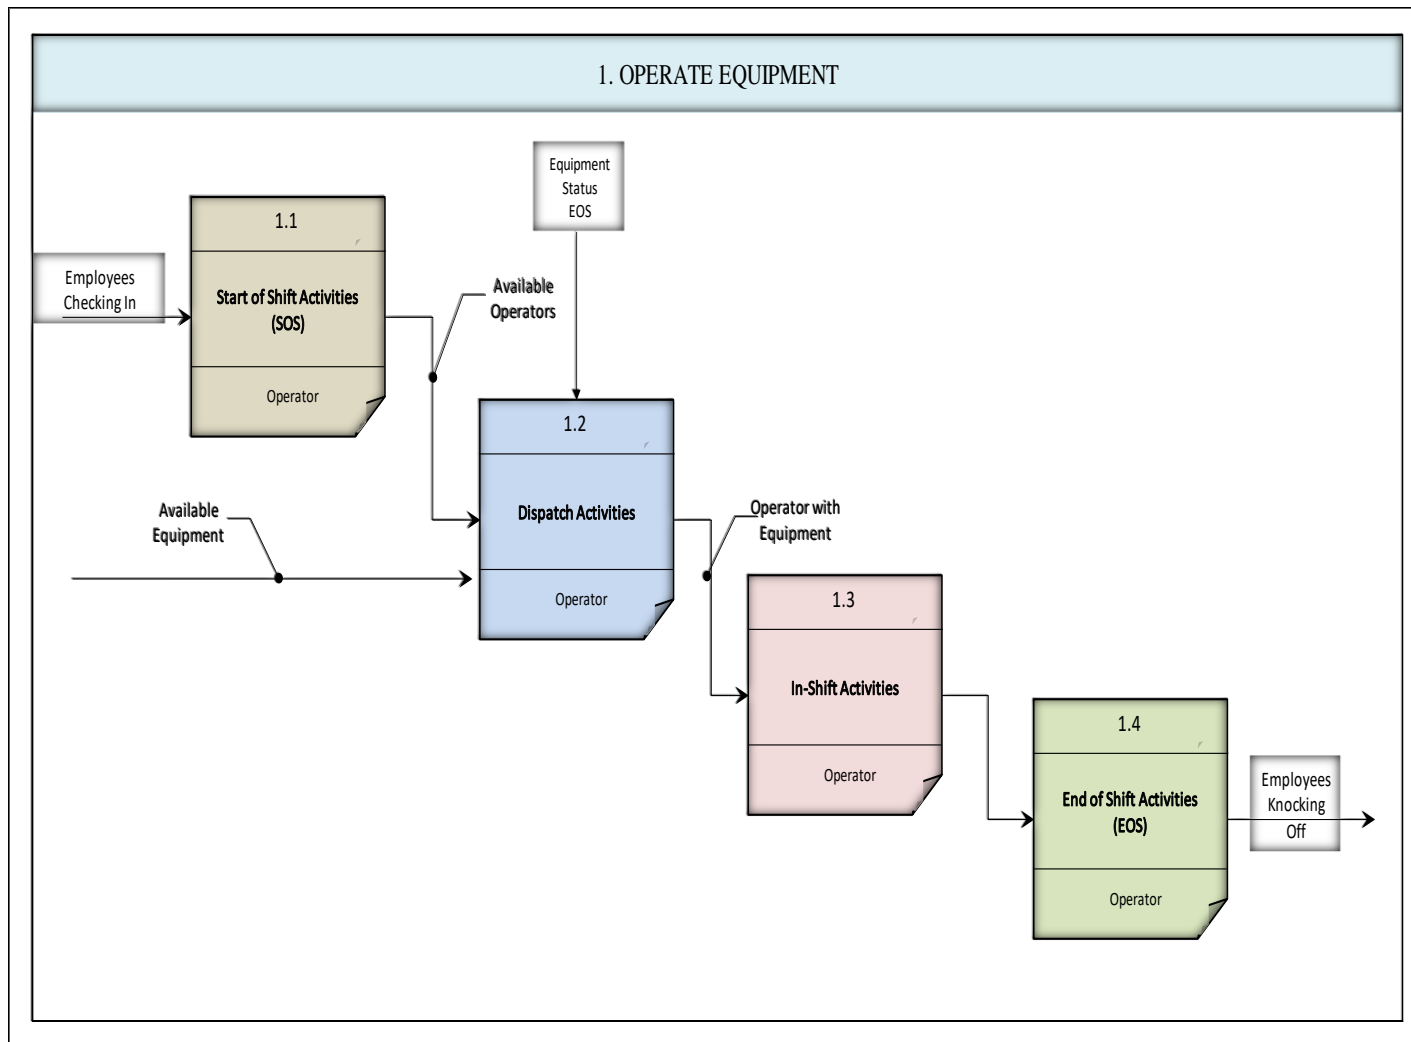 1. OPERATE EQUIPMENT
Equipment
Status
EOS
1.1
Employees
Checking In
Start of Shift Activities
(SOS)
Operator
Available
Operators
1.2
Dispatch Activities
Operator
Available
Equipment
Operator with
Equipment
1.3
In-Shift Activities
Operator
1.4
End of Shift Activities
(EOS)
Operator
Employees
Knocking
Off